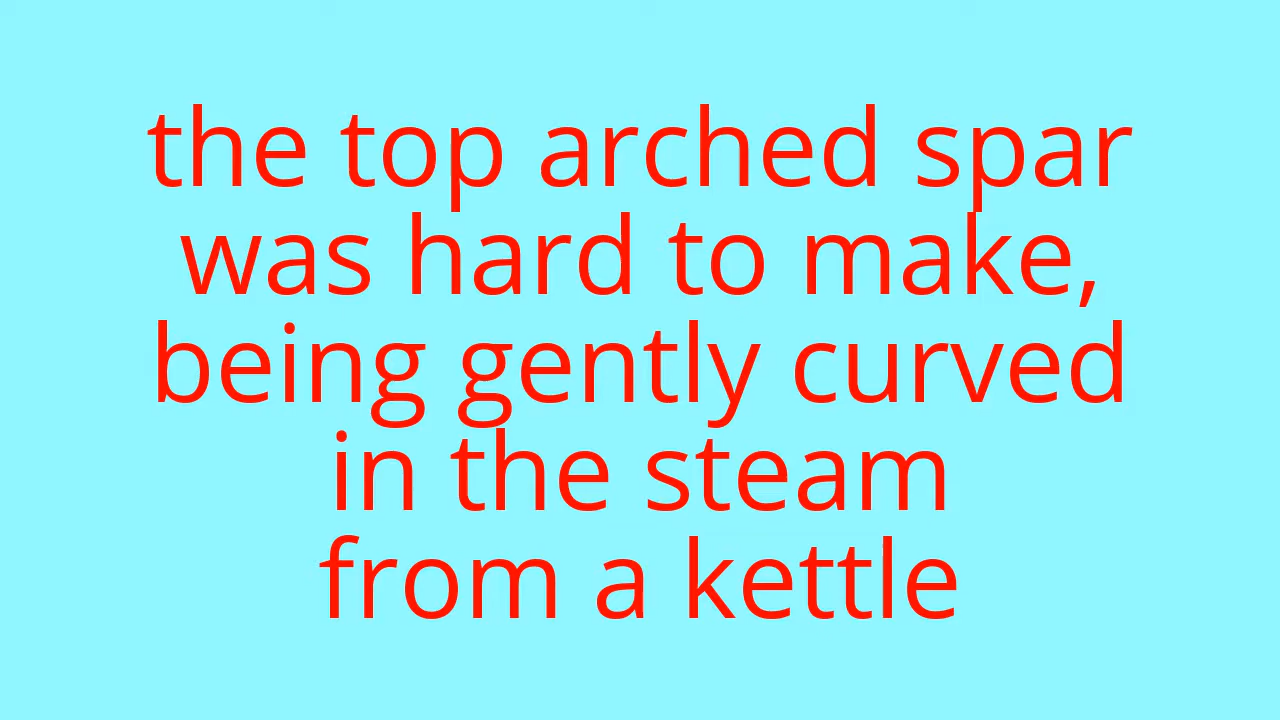 the top arched spar
was hard to make,
being gently curved
in the steam
from a kettle